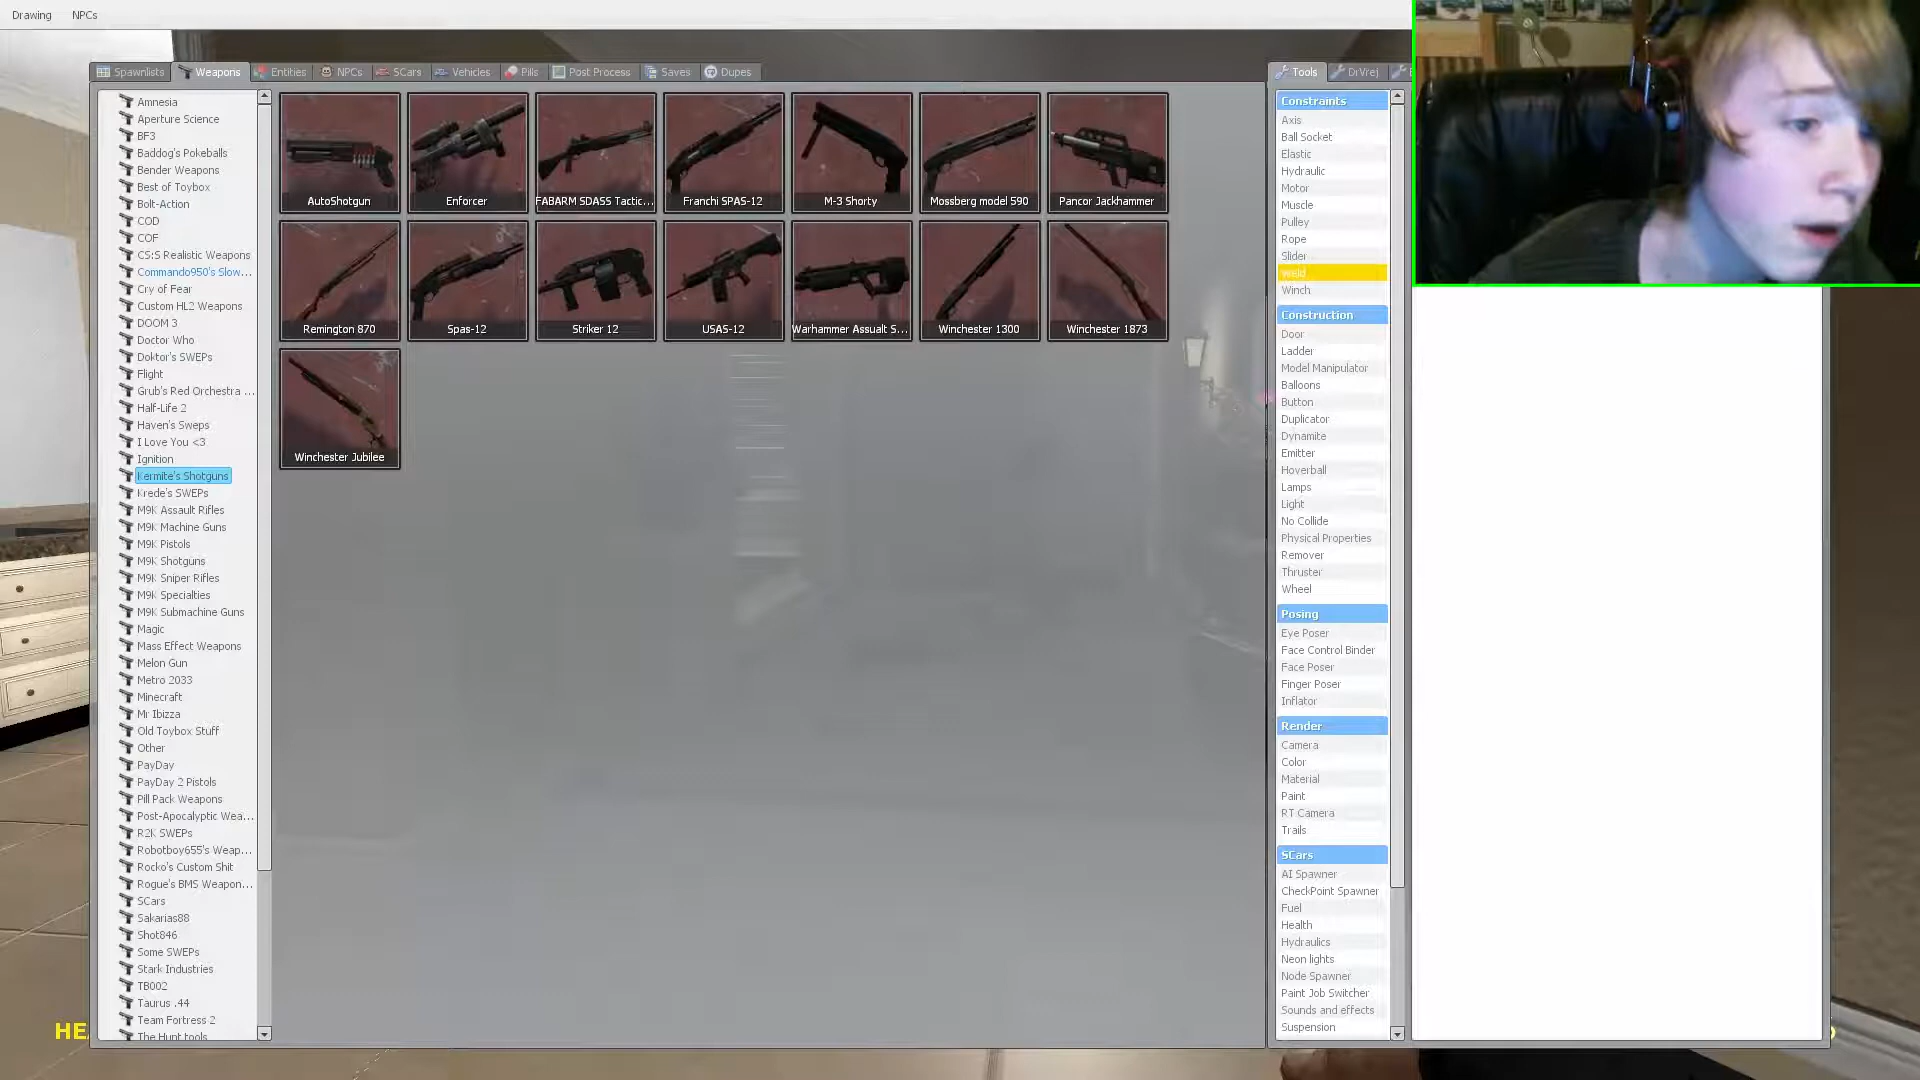 Drawing NPCs
Spawnlists Weapons Entities NPCs SCars Vehicles Pills Post Process Saves Dupes
Amnesia
Aperture Science
BF3
Baddog's Pokeballs
Bender Weapons
Best of Toybox
Bolt-Action
COD
COF
CS:S Realistic Weapons
Commando950's Slow...
Cry of Fear
Custom HL2 Weapons
DOOM 3
Doctor Who
Doktor's SWEPs
Flight
Grub's Red Orchestra ...
Half-Life 2
Haven's Sweps
I Love You <3
Ignition
Kermite's Shotguns
Krede's SWEPs
M9K Assault Rifles
M9K Machine Guns
M9K Pistols
M9K Shotguns
M9K Sniper Rifles
M9K Specialties
M9K Submachine Guns
Magic
Mass Effect Weapons
Melon Gun
Metro 2033
Minecraft
Mr Ibizza
Old Toybox Stuff
Other
PayDay
PayDay 2 Pistols
Pill Pack Weapons
Post-Apocalyptic Wea...
R2K SWEPs
Robotboy655's Weap...
Rocko's Custom Shit
Rogue's BMS Weapon...
SCars
Sakarias88
Shot846
Some SWEPs
Stark Industries
TB002
Taurus .44
Team Fortress 2
The Hunt tools
AutoShotgun Enforcer FABARM SDASS Tactic... Franchi SPAS-12 M-3 Shorty Mossberg model 590 Pancor Jackhammer
Remington 870 Spas-12 Striker 12 USAS-12 Warhammer Assualt S... Winchester 1300 Winchester 1873
Winchester Jubilee
Tools DrVrej
Constraints
Axis
Ball Socket
Elastic
Hydraulic
Motor
Muscle
Pulley
Rope
Slider
Weld
Winch
Construction
Door
Ladder
Model Manipulator
Balloons
Button
Duplicator
Dynamite
Emitter
Hoverball
Lamps
Light
No Collide
Physical Properties
Remover
Thruster
Wheel
Posing
Eye Poser
Face Control Binder
Face Poser
Finger Poser
Inflator
Render
Camera
Color
Material
Paint
RT Camera
Trails
SCars
AI Spawner
CheckPoint Spawner
Fuel
Health
Hydraulics
Neon lights
Node Spawner
Paint Job Switcher
Sounds and effects
Suspension
HE